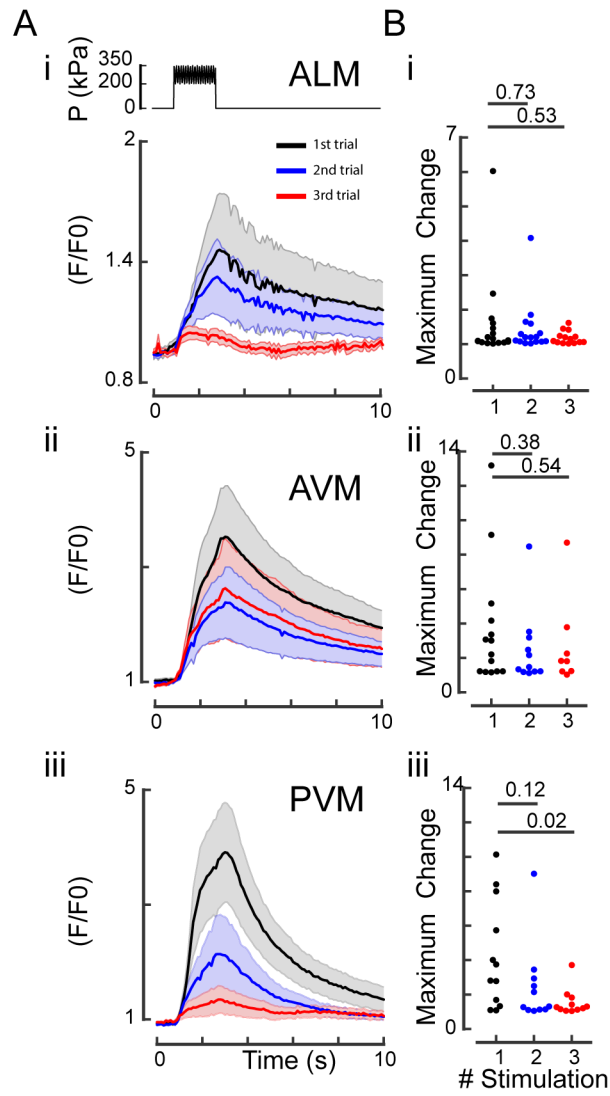 A
B
i
P (kPa)
350
200
0
ALM
2
1.4
0.8
(F/F0)
1st trial
2nd trial
3rd trial
0
10
i
0.73
0.53
7
0
Maximum Change
1
2
3
ii
AVM
5
1
(F/F0)
0
10
ii
0.38
0.54
14
0
Maximum Change
1
2
3
iii
PVM
5
1
(F/F0)
0
10
Time (s)
iii
0.12
0.02
14
0
Maximum Change
1
2
3
# Stimulation